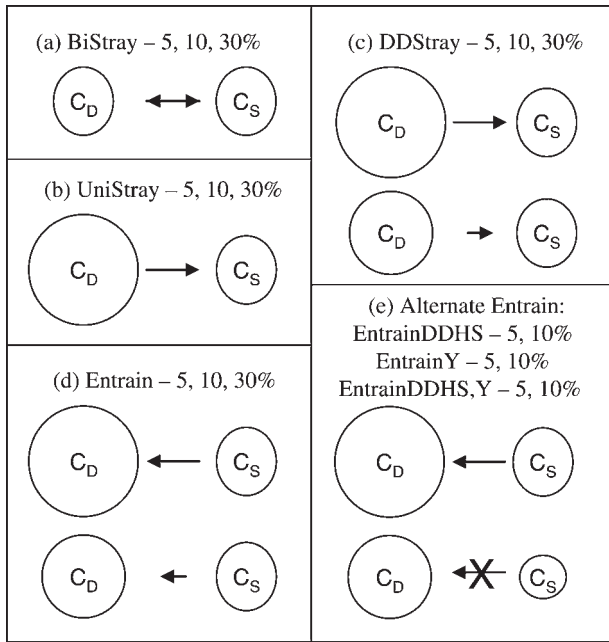 (a) BiStray – 5, 10, 30%
C_D C_S
(b) UniStray – 5, 10, 30%
C_D C_S
(c) DDStray – 5, 10, 30%
C_D C_S
C_D C_S
(d) Entrain – 5, 10, 30%
C_D C_S
C_D C_S
(e) Alternate Entrain:
EntrainDDHS – 5, 10%
EntrainY – 5, 10%
EntrainDDHS,Y – 5, 10%
C_D C_S
C_D C_S